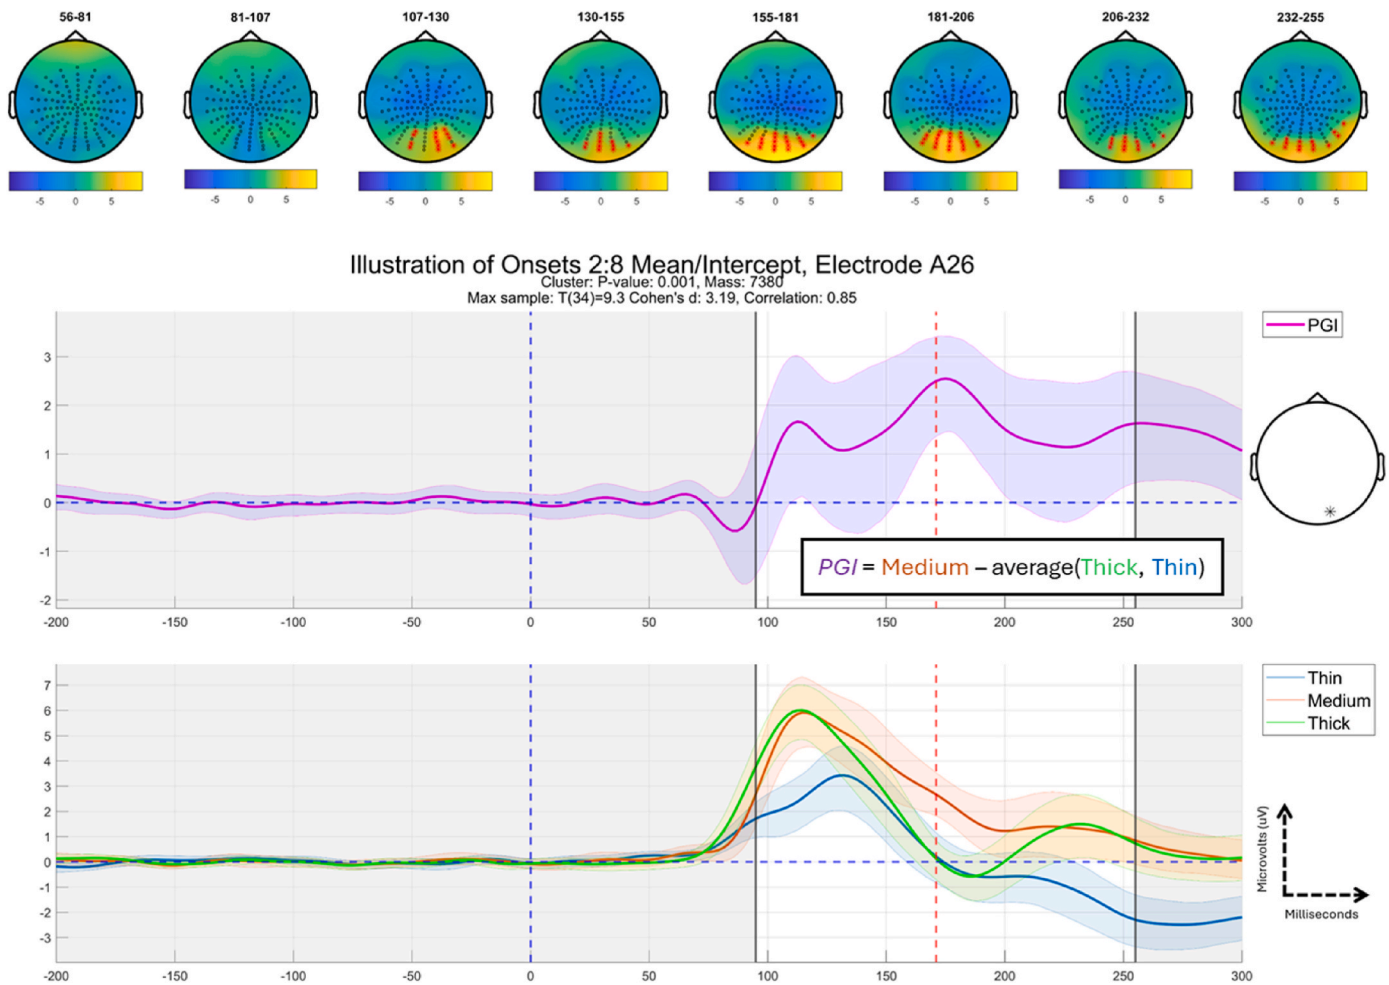 56-81 81-107 107-130 130-155 155-181 181-206 206-232 232-255
-5 0 5 -5 0 5 -5 0 5 -5 0 5 -5 0 5 -5 0 5 -5 0 5 -5 0 5
Illustration of Onsets 2:8 Mean/Intercept, Electrode A26
Cluster: P-value: 0.001, Mass: 7380
Max sample: T(34)=9.3 Cohen's d: 3.19, Correlation: 0.85
PGI
3
2
1
0
-1
-2
PGI = Medium – average(Thick, Thin)
-200 -150 -100 -50 0 50 100 150 200 250 300
Thin
Medium
Thick
7
6
5
4
3
2
1
0
-1
-2
-3
-200 -150 -100 -50 0 50 100 150 200 250 300
Microvolts (uV)
Milliseconds